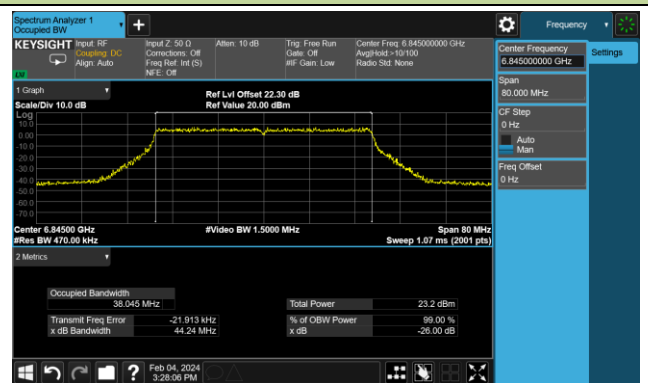 Spectrum Analyzer 1
Occupied BW
Frequency
KEYSIGHT
Input: RF
Coupling: DC
Align: Auto
Input Z: 50 Ω
Corrections: Off
Freq Ref: Int (S)
NFE: Off
Atten: 10 dB
Trig: Free Run
Gate: Off
#IF Gain: Low
Center Freq: 6.845000000 GHz
Avg|Hold:>10/100
Radio Std: None
Center Frequency
6.845000000 GHz
Settings
Span
80.000 MHz
CF Step
0 Hz
Auto
Man
Freq Offset
0 Hz
1 Graph
Scale/Div 10.0 dB
Ref Lvl Offset 22.30 dB
Ref Value 20.00 dBm
Log
10.0
0.00
-10.0
-20.0
-30.0
-40.0
-50.0
-60.0
-70.0
Center 6.84500 GHz
#Video BW 1.5000 MHz
Span 80 MHz
#Res BW 470.00 kHz
Sweep 1.07 ms (2001 pts)
2 Metrics
Occupied Bandwidth
38.045 MHz
Total Power
23.2 dBm
Transmit Freq Error
-21.913 kHz
% of OBW Power
99.00 %
x dB Bandwidth
44.24 MHz
x dB
-26.00 dB
Feb 04, 2024
3:28:06 PM